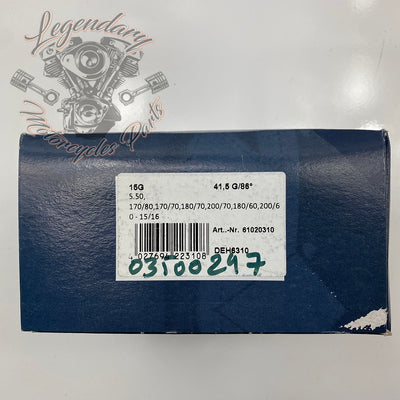 Legendary
Motorcycles Parts
15G 41,5 G/86°
5.50,
170/80,170/70,180/70,200/70,180/60,200/6
0 - 15/16
Art.-Nr. 61020310
4 027694 223108
DEH6310
03100247